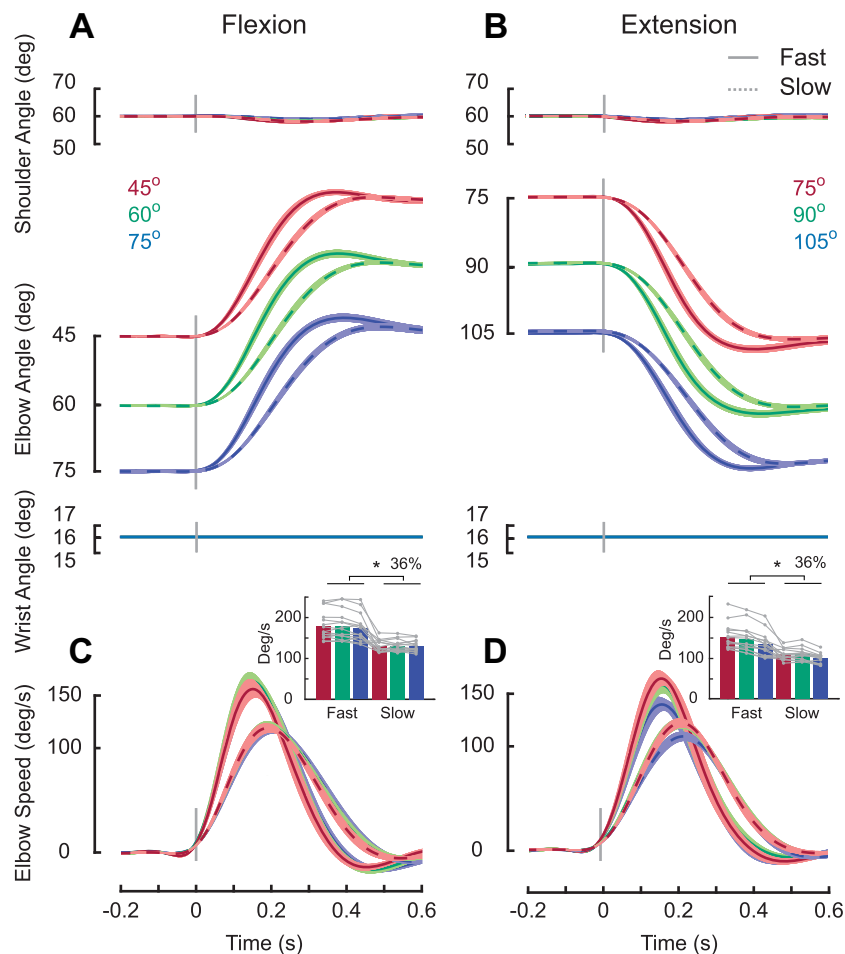 A
Flexion
B
Extension
Fast
Slow
Shoulder Angle (deg)
70
60
50
70
60
50
45°
60°
75°
75°
90°
105°
Elbow Angle (deg)
45
60
75
75
90
105
Wrist Angle (deg)
17
16
15
17
16
15
* 36%
Deg/s
200
100
0
Fast Slow
* 36%
Deg/s
200
100
0
Fast Slow
C
D
Elbow Speed (deg/s)
150
100
0
150
100
0
-0.2 0 0.2 0.4 0.6
Time (s)
-0.2 0 0.2 0.4 0.6
Time (s)